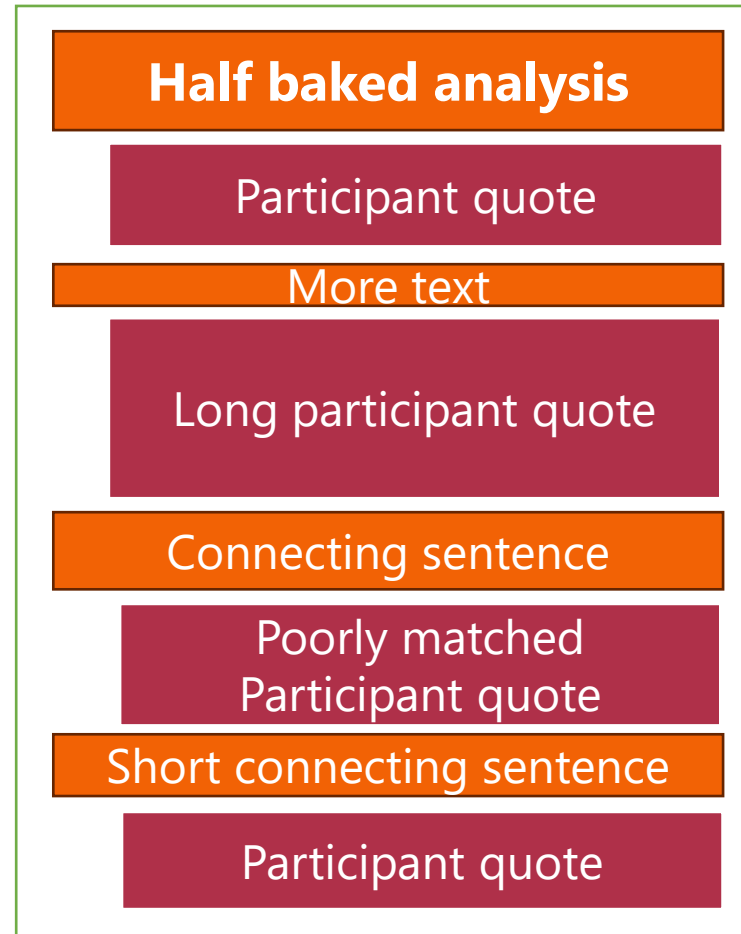 Half baked analysis
Participant quote
More text
Long participant quote
Connecting sentence
Poorly matched
Participant quote
Short connecting sentence
Participant quote